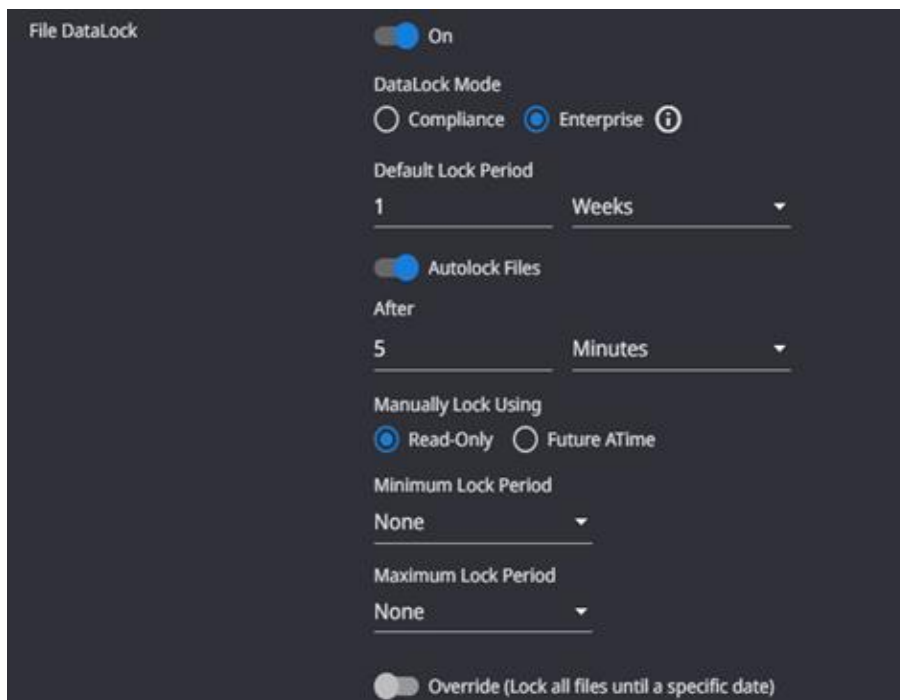 File DataLock
On
DataLock Mode
Compliance Enterprise
Default Lock Period
1 Weeks
Autolock Files
After
5 Minutes
Manually Lock Using
Read-Only Future ATime
Minimum Lock Period
None
Maximum Lock Period
None
Override (Lock all files until a specific date)